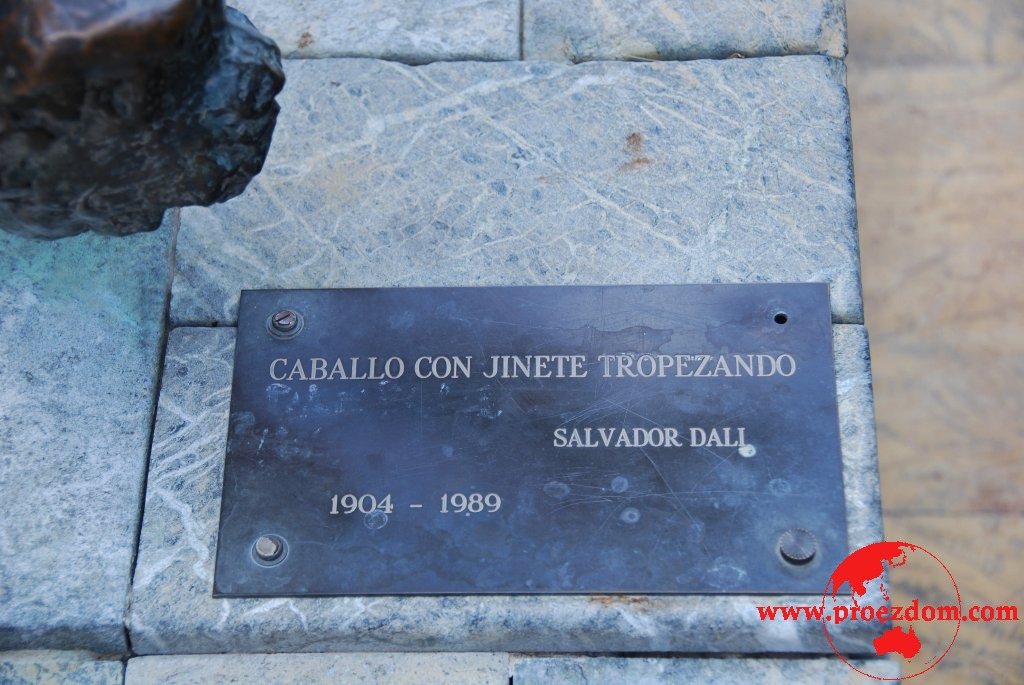 CABALLO CON JINETE TROPEZANDO
SALVADOR DALI
1904 - 1989
www.proezdom.com